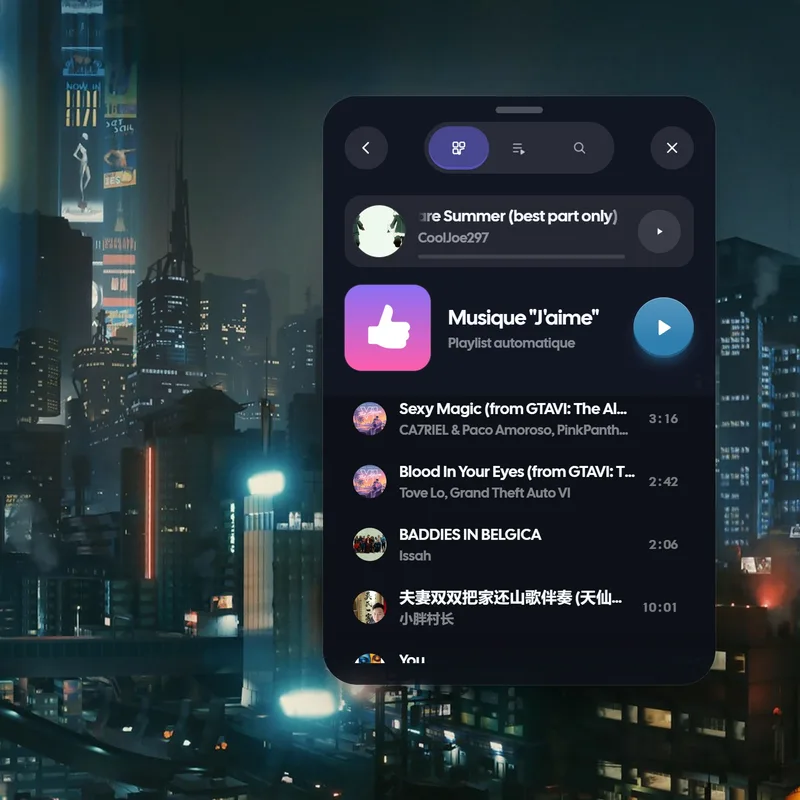 NOW IN
are Summer (best part only)
CoolJoe297
Musique "J'aime"
Playlist automatique
Sexy Magic (from GTAVI: The Al...
CA7RIEL & Paco Amoroso, PinkPanth...
3:16
Blood In Your Eyes (from GTAVI: T...
Tove Lo, Grand Theft Auto VI
2:42
BADDIES IN BELGICA
Issah
2:06
夫妻双双把家还山歌伴奏 (天仙...
小胖村长
10:01
You